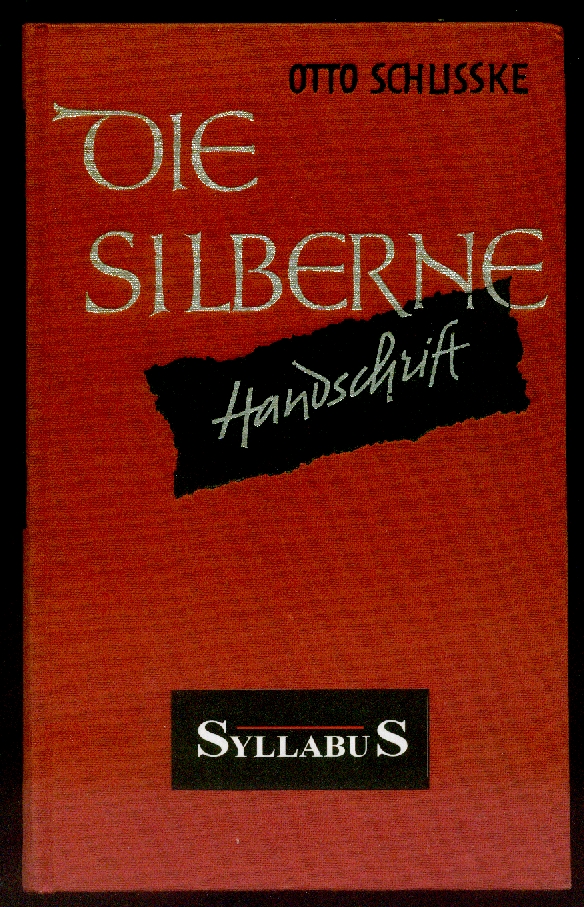 OTTO SCHLISSKE
DIE
SILBERNE
Handschrift
SYLLABUS